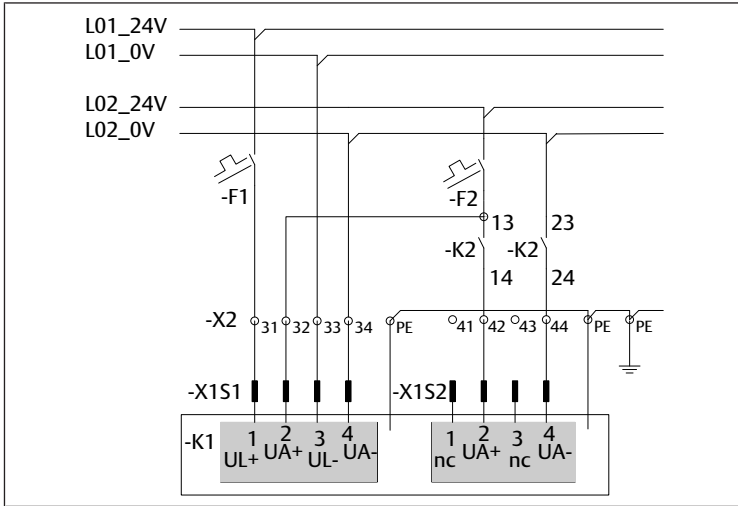 L01_24V
L01_0V
L02_24V
L02_0V
-F1
-F2
13
23
-K2
-K2
14
24
-X2
31
32
33
34
PE
41
42
43
44
PE
PE
-X1S1
-X1S2
-K1
1
2
3
4
1
2
3
4
UL+
UA+
UL-
UA-
nc
UA+
nc
UA-